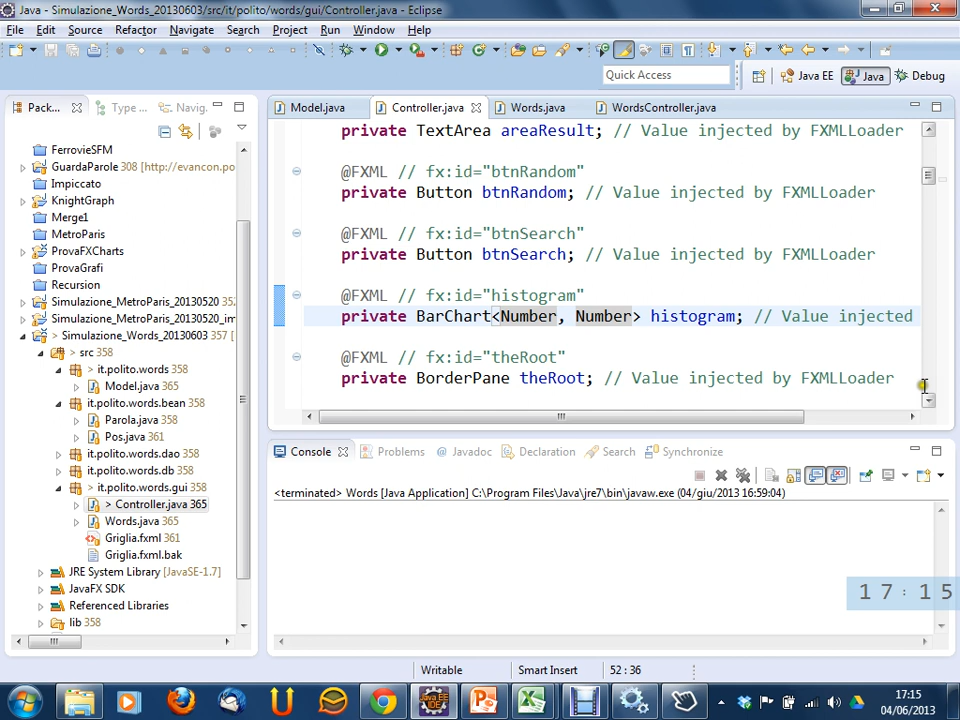 Java - Simulazione_Words_20130603/src/it/polito/words/gui/Controller.java - Eclipse
File Edit Source Refactor Navigate Search Project Run Window Help
Quick Access
Java EE Java Debug
Pack... Type ... Navig.
Model.java Controller.java Words.java WordsController.java
FerrovieSFM
GuardaParole 308 [http://evancon.po
Impiccato
KnightGraph
Merge1
MetroParis
ProvaFXCharts
ProvaGrafi
Recursion
Simulazione_MetroParis_20130520 352
Simulazione_MetroParis_20130520_im
> Simulazione_Words_20130603 357 [h
> src 358
> it.polito.words 358
Model.java 365
it.polito.words.bean 358
Parola.java 358
Pos.java 361
it.polito.words.dao 358
it.polito.words.db 358
> it.polito.words.gui 358
> Controller.java 365
Words.java 365
Griglia.fxml 361
Griglia.fxml.bak
JRE System Library [JavaSE-1.7]
JavaFX SDK
Referenced Libraries
lib 358
private TextArea areaResult; // Value injected by FXMLLoader
@FXML // fx:id="btnRandom"
private Button btnRandom; // Value injected by FXMLLoader
@FXML // fx:id="btnSearch"
private Button btnSearch; // Value injected by FXMLLoader
@FXML // fx:id="histogram"
private BarChart<Number, Number> histogram; // Value injected
@FXML // fx:id="theRoot"
private BorderPane theRoot; // Value injected by FXMLLoader
Console Problems Javadoc Declaration Search Synchronize
<terminated> Words [Java Application] C:\Program Files\Java\jre7\bin\javaw.exe (04/giu/2013 16:59:04)
17:15
Writable Smart Insert 52 : 36
17:15
04/06/2013